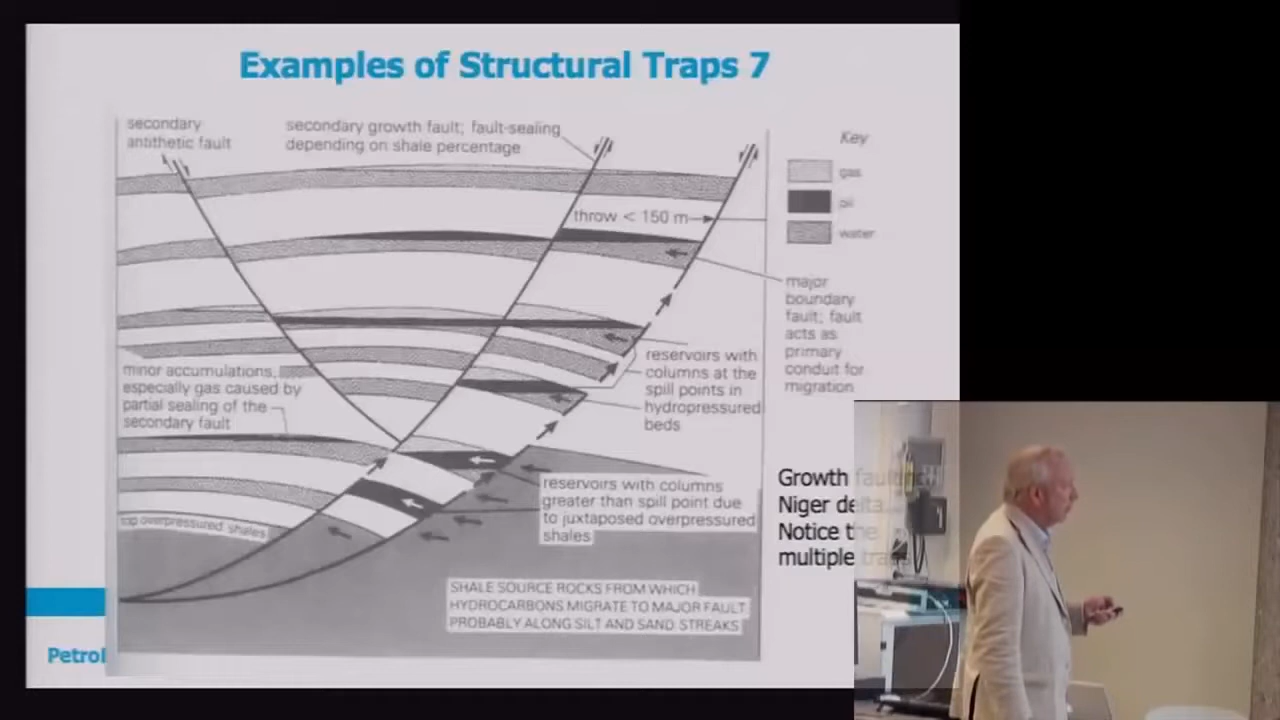 Examples of Structural Traps 7
secondary
antithetic fault
secondary growth fault; fault-sealing
depending on shale percentage
Key
gas
oil
water
throw < 150 m
major
boundary
fault; fault
acts as
primary
conduit for
migration
reservoirs with
columns at the
spill points in
hydropressured
beds
minor accumulations,
especially gas caused by
partial sealing of the
secondary fault
reservoirs with columns
greater than spill point due
to juxtaposed overpressured
shales
top overpressured shales
SHALE SOURCE ROCKS FROM WHICH
HYDROCARBONS MIGRATE TO MAJOR FAULT
PROBABLY ALONG SILT AND SAND STREAKS
Growth
Niger delta
Notice the
multiple
Petrol